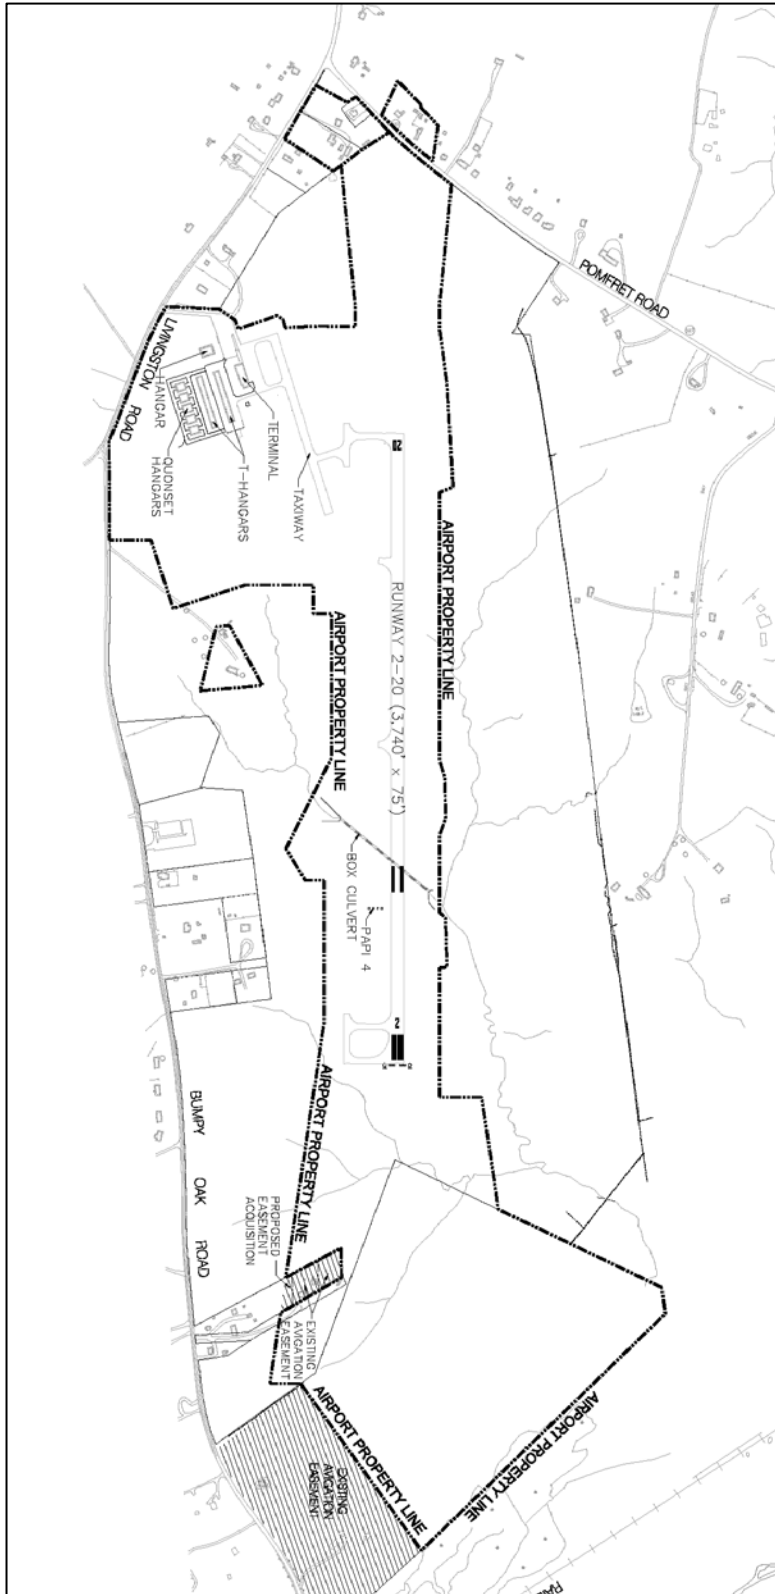 POMFRET ROAD
LIVINGSTON ROAD
HANGAR
QUONSET
HANGARS
T-HANGARS
TERMINAL
TAXIWAY
20
AIRPORT PROPERTY LINE
RUNWAY 2-20 (3,740' x 75')
AIRPORT PROPERTY LINE
BOX CULVERT
PAPI 4
2
AIRPORT PROPERTY LINE
BUMPY OAK ROAD
PROPOSED
EASEMENT
ACQUISITION
EXISTING
AVIGATION
EASEMENT
AIRPORT PROPERTY LINE
AIRPORT PROPERTY LINE
EXISTING
AVIGATION
EASEMENT